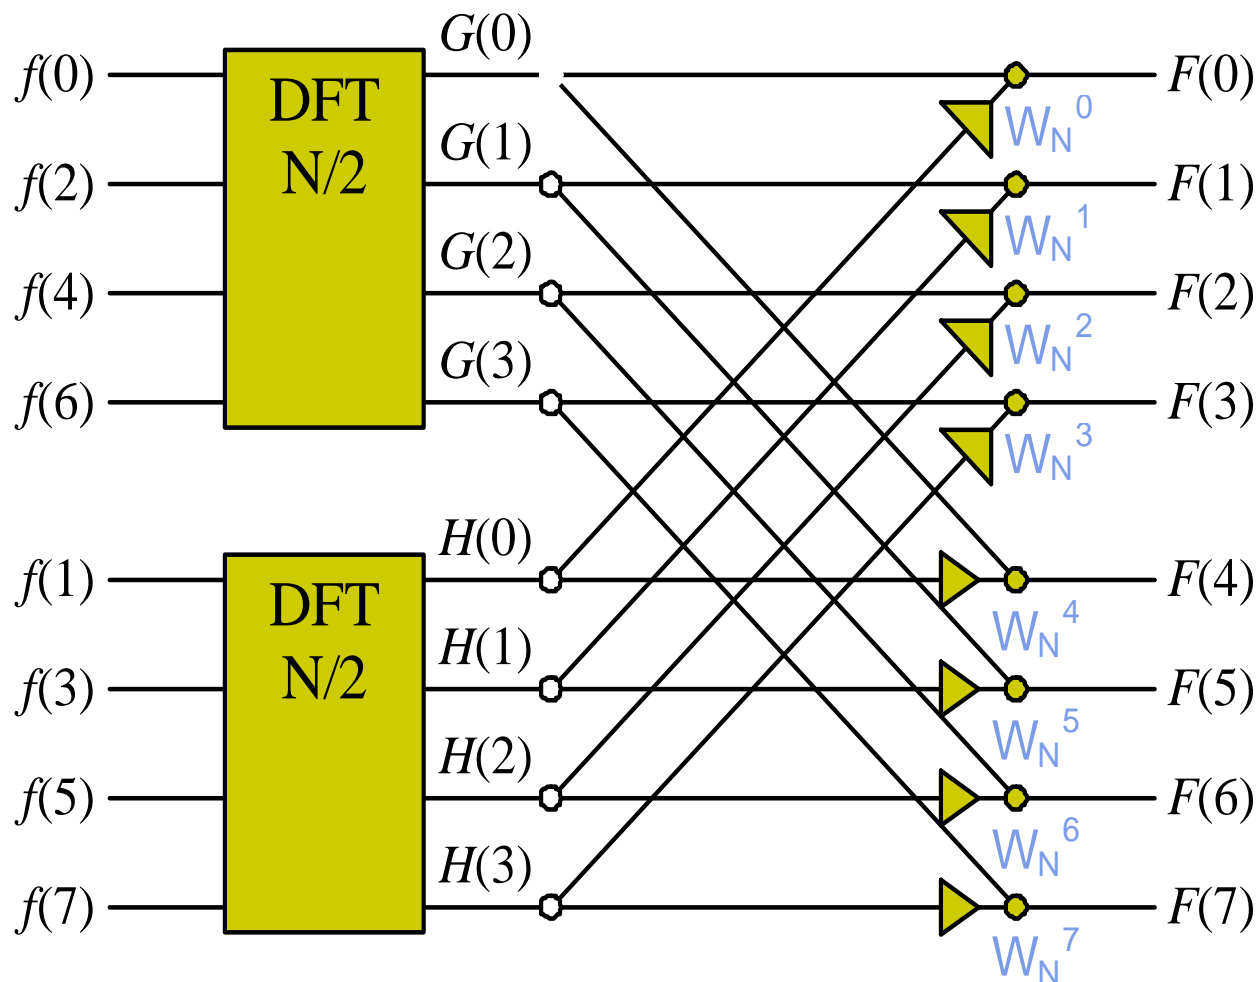 f(0) DFT G(0) F(0)
W_N^0
f(2) N/2 G(1) F(1)
W_N^1
f(4) G(2) F(2)
W_N^2
f(6) G(3) F(3)
W_N^3
f(1) DFT H(0) F(4)
W_N^4
f(3) N/2 H(1) F(5)
W_N^5
f(5) H(2) F(6)
W_N^6
f(7) H(3) F(7)
W_N^7